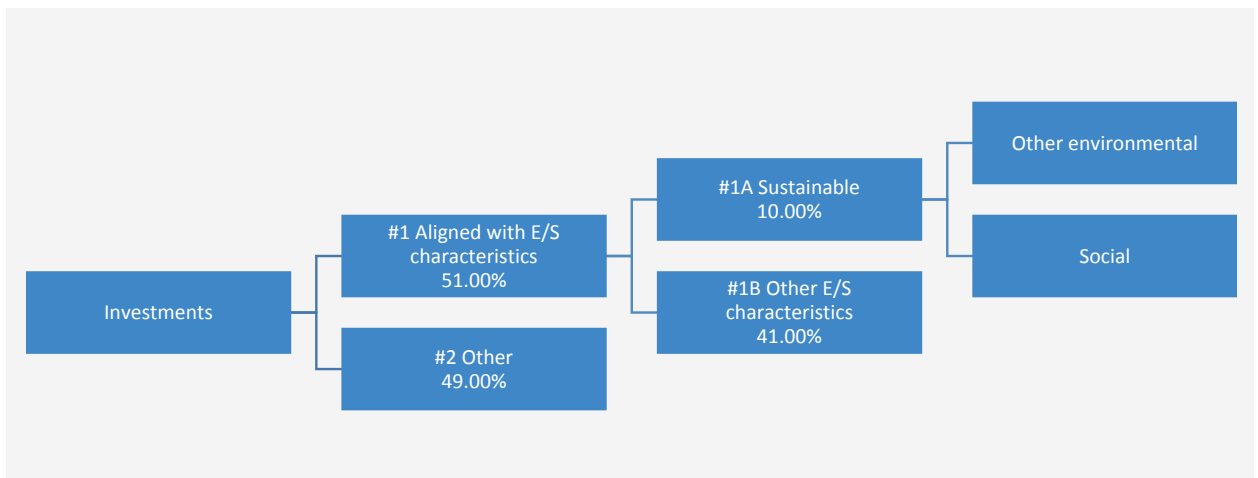 Investments
#1 Aligned with E/S
characteristics
51.00%
#2 Other
49.00%
#1A Sustainable
10.00%
#1B Other E/S
characteristics
41.00%
Other environmental
Social